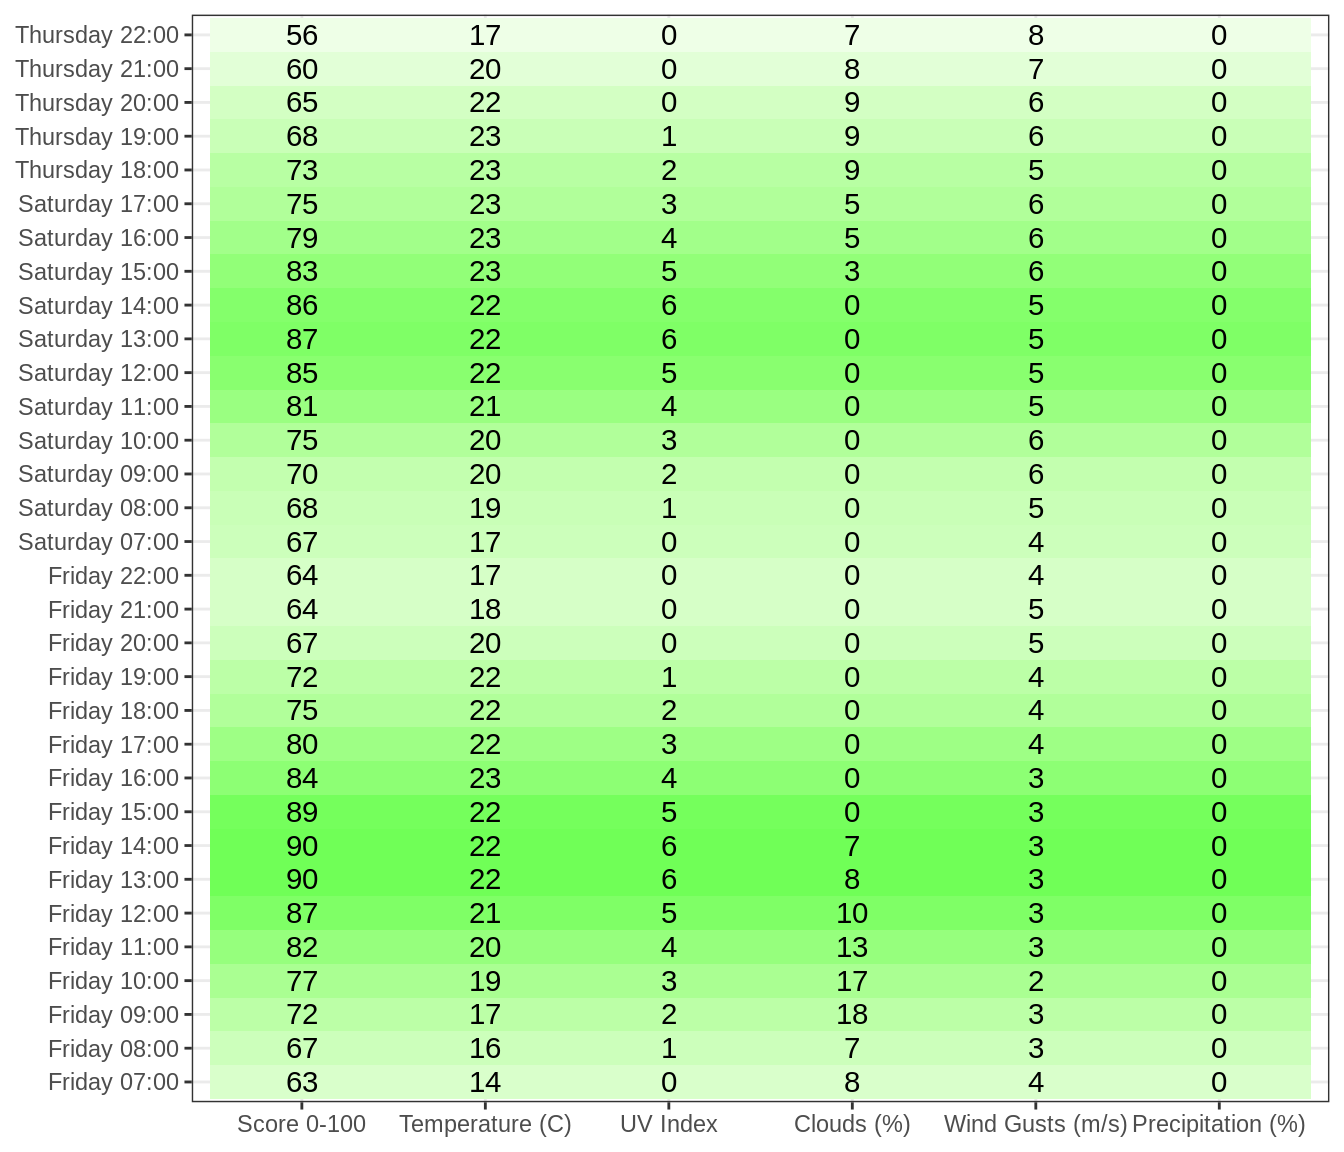 Thursday 22:00 56 17 0 7 8 0
Thursday 21:00 60 20 0 8 7 0
Thursday 20:00 65 22 0 9 6 0
Thursday 19:00 68 23 1 9 6 0
Thursday 18:00 73 23 2 9 5 0
Saturday 17:00 75 23 3 5 6 0
Saturday 16:00 79 23 4 5 6 0
Saturday 15:00 83 23 5 3 6 0
Saturday 14:00 86 22 6 0 5 0
Saturday 13:00 87 22 6 0 5 0
Saturday 12:00 85 22 5 0 5 0
Saturday 11:00 81 21 4 0 5 0
Saturday 10:00 75 20 3 0 6 0
Saturday 09:00 70 20 2 0 6 0
Saturday 08:00 68 19 1 0 5 0
Saturday 07:00 67 17 0 0 4 0
Friday 22:00 64 17 0 0 4 0
Friday 21:00 64 18 0 0 5 0
Friday 20:00 67 20 0 0 5 0
Friday 19:00 72 22 1 0 4 0
Friday 18:00 75 22 2 0 4 0
Friday 17:00 80 22 3 0 4 0
Friday 16:00 84 23 4 0 3 0
Friday 15:00 89 22 5 0 3 0
Friday 14:00 90 22 6 7 3 0
Friday 13:00 90 22 6 8 3 0
Friday 12:00 87 21 5 10 3 0
Friday 11:00 82 20 4 13 3 0
Friday 10:00 77 19 3 17 2 0
Friday 09:00 72 17 2 18 3 0
Friday 08:00 67 16 1 7 3 0
Friday 07:00 63 14 0 8 4 0
Score 0-100 Temperature (C) UV Index Clouds (%) Wind Gusts (m/s) Precipitation (%)